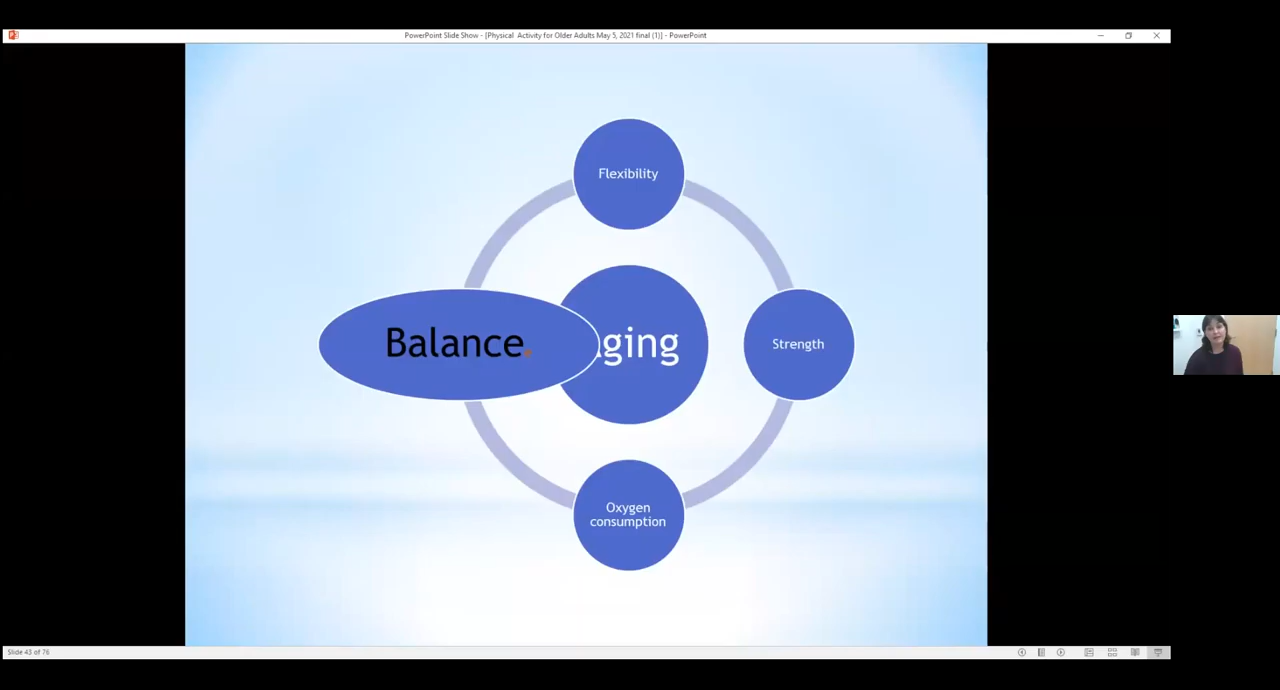 PowerPoint Slide Show - [Physical Activity for Older Adults May 5, 2021 final (1)] - PowerPoint
Flexibility
Balance.
ging
Strength
Oxygen
consumption
Slide 43 of 76